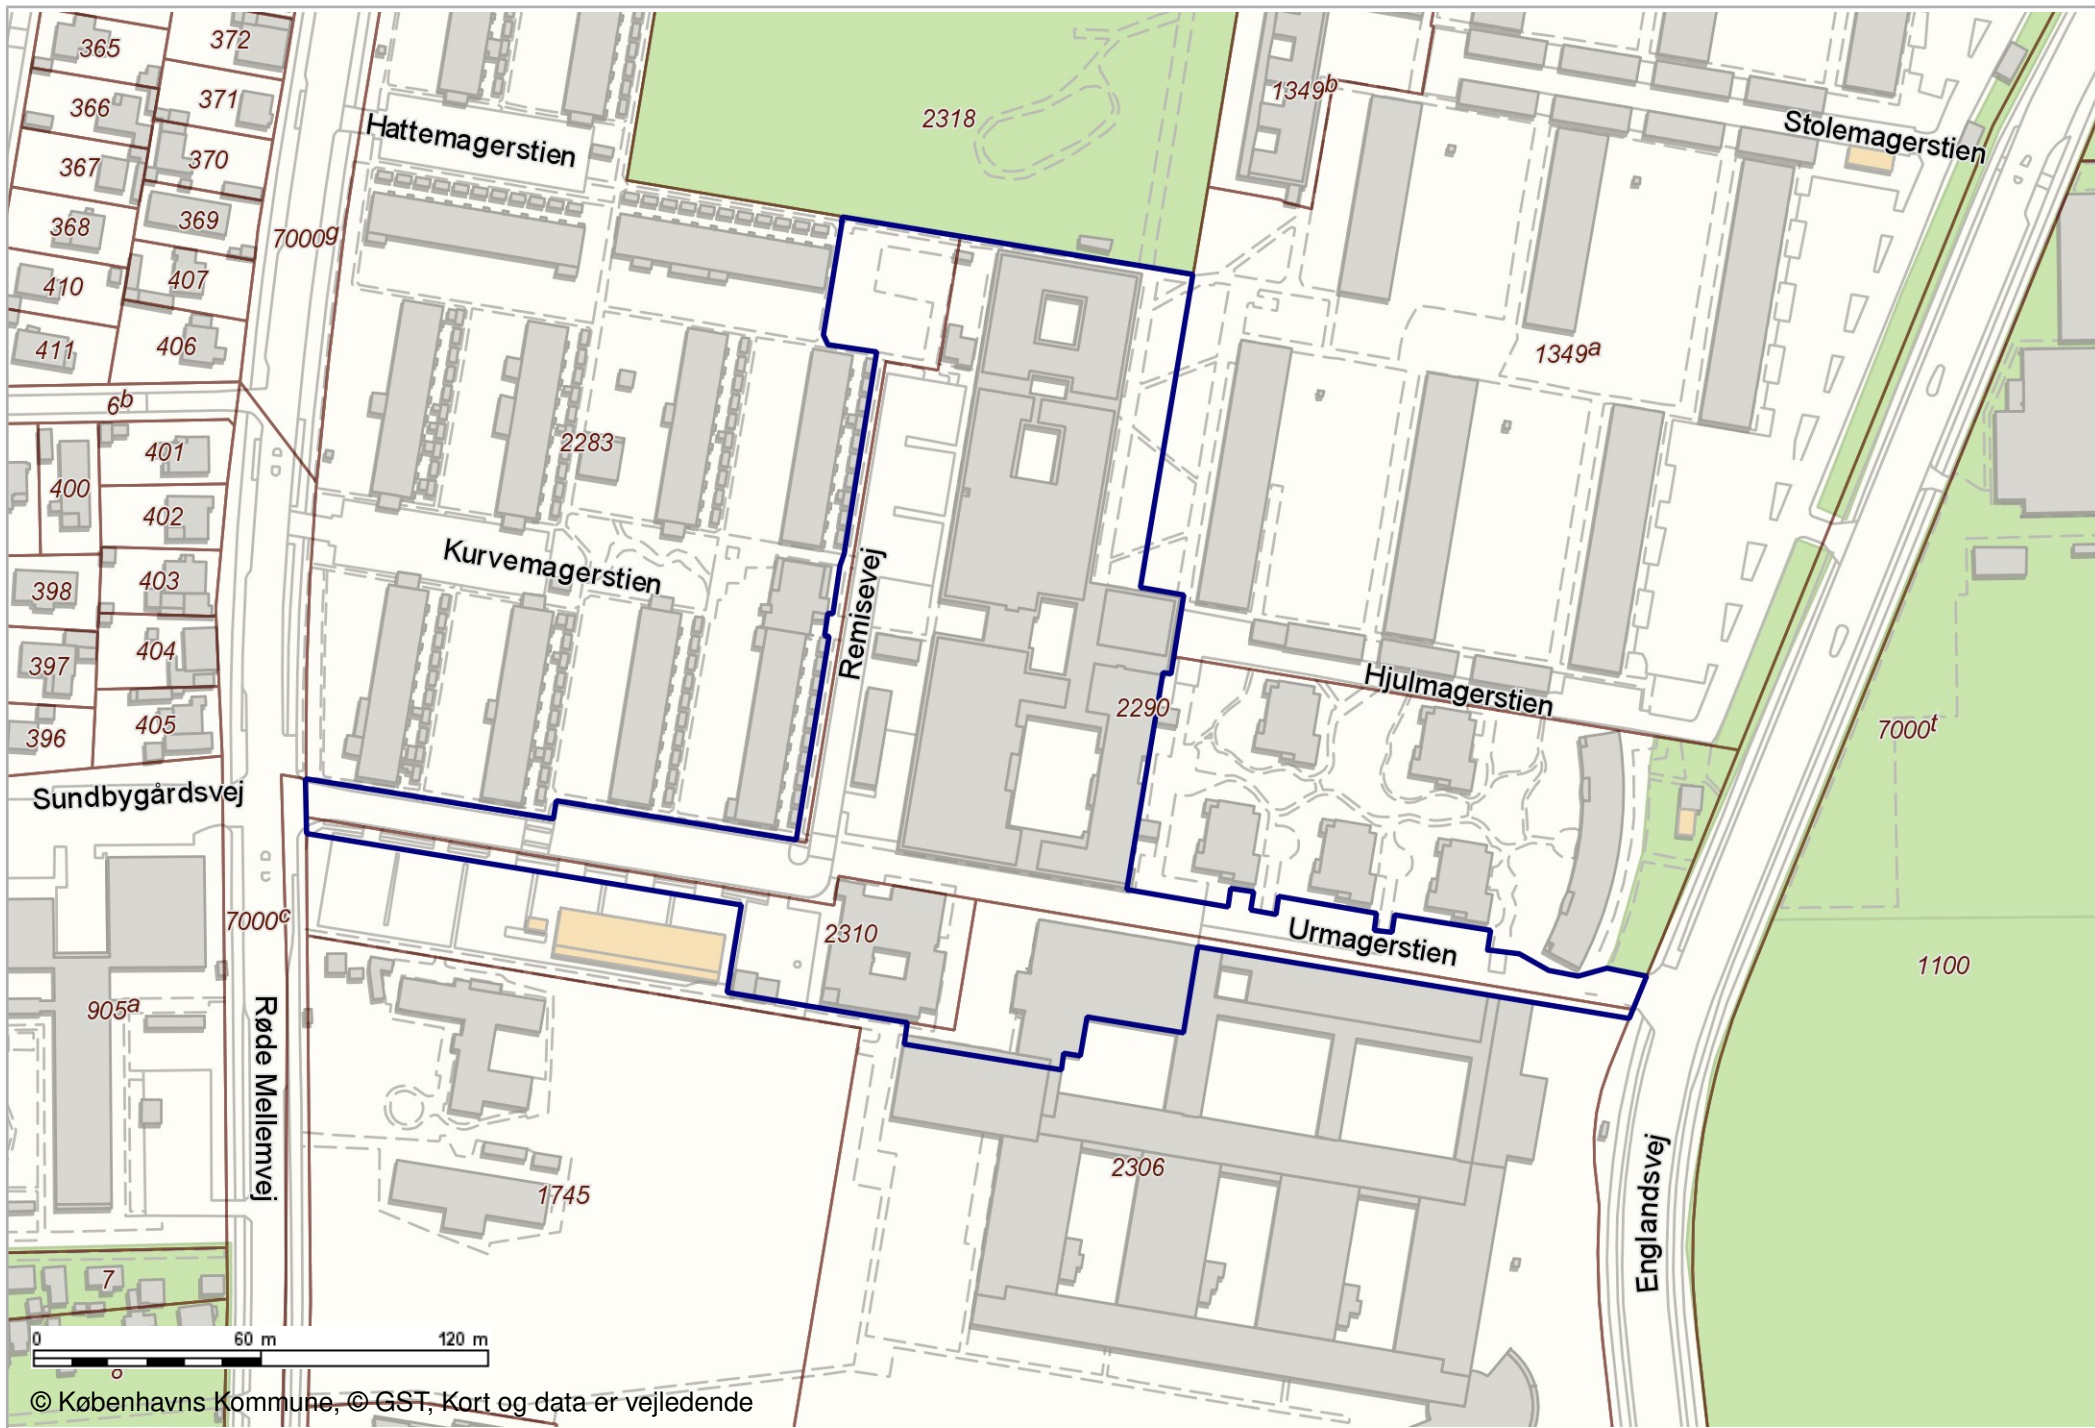 365
372
366
371
367
370
368
369
7000g
410
407
411
406
Hattemagerstien
2318
1349b
Stolemagerstien
6b
401
400
402
2283
1349a
398
403
Kurvemagerstien
397
404
Remisevej
Hjulmagerstien
396
405
2290
7000t
Sundbygårdsvej
7000c
2310
Urmagerstien
1100
905a
Røde Mellemvej
1745
2306
Englandsvej
7
0 60 m 120 m
© Københavns Kommune, © GST, Kort og data er vejledende